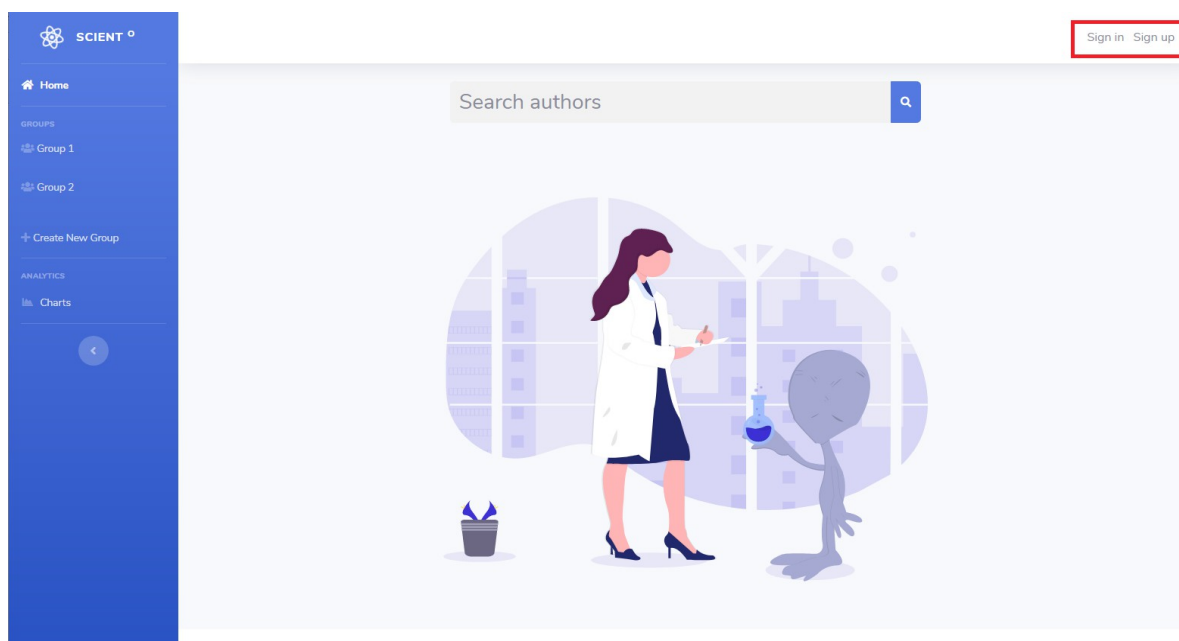 SCIENT O
Sign in Sign up
Home
Search authors
GROUPS
Group 1
Group 2
Create New Group
ANALYTICS
Charts